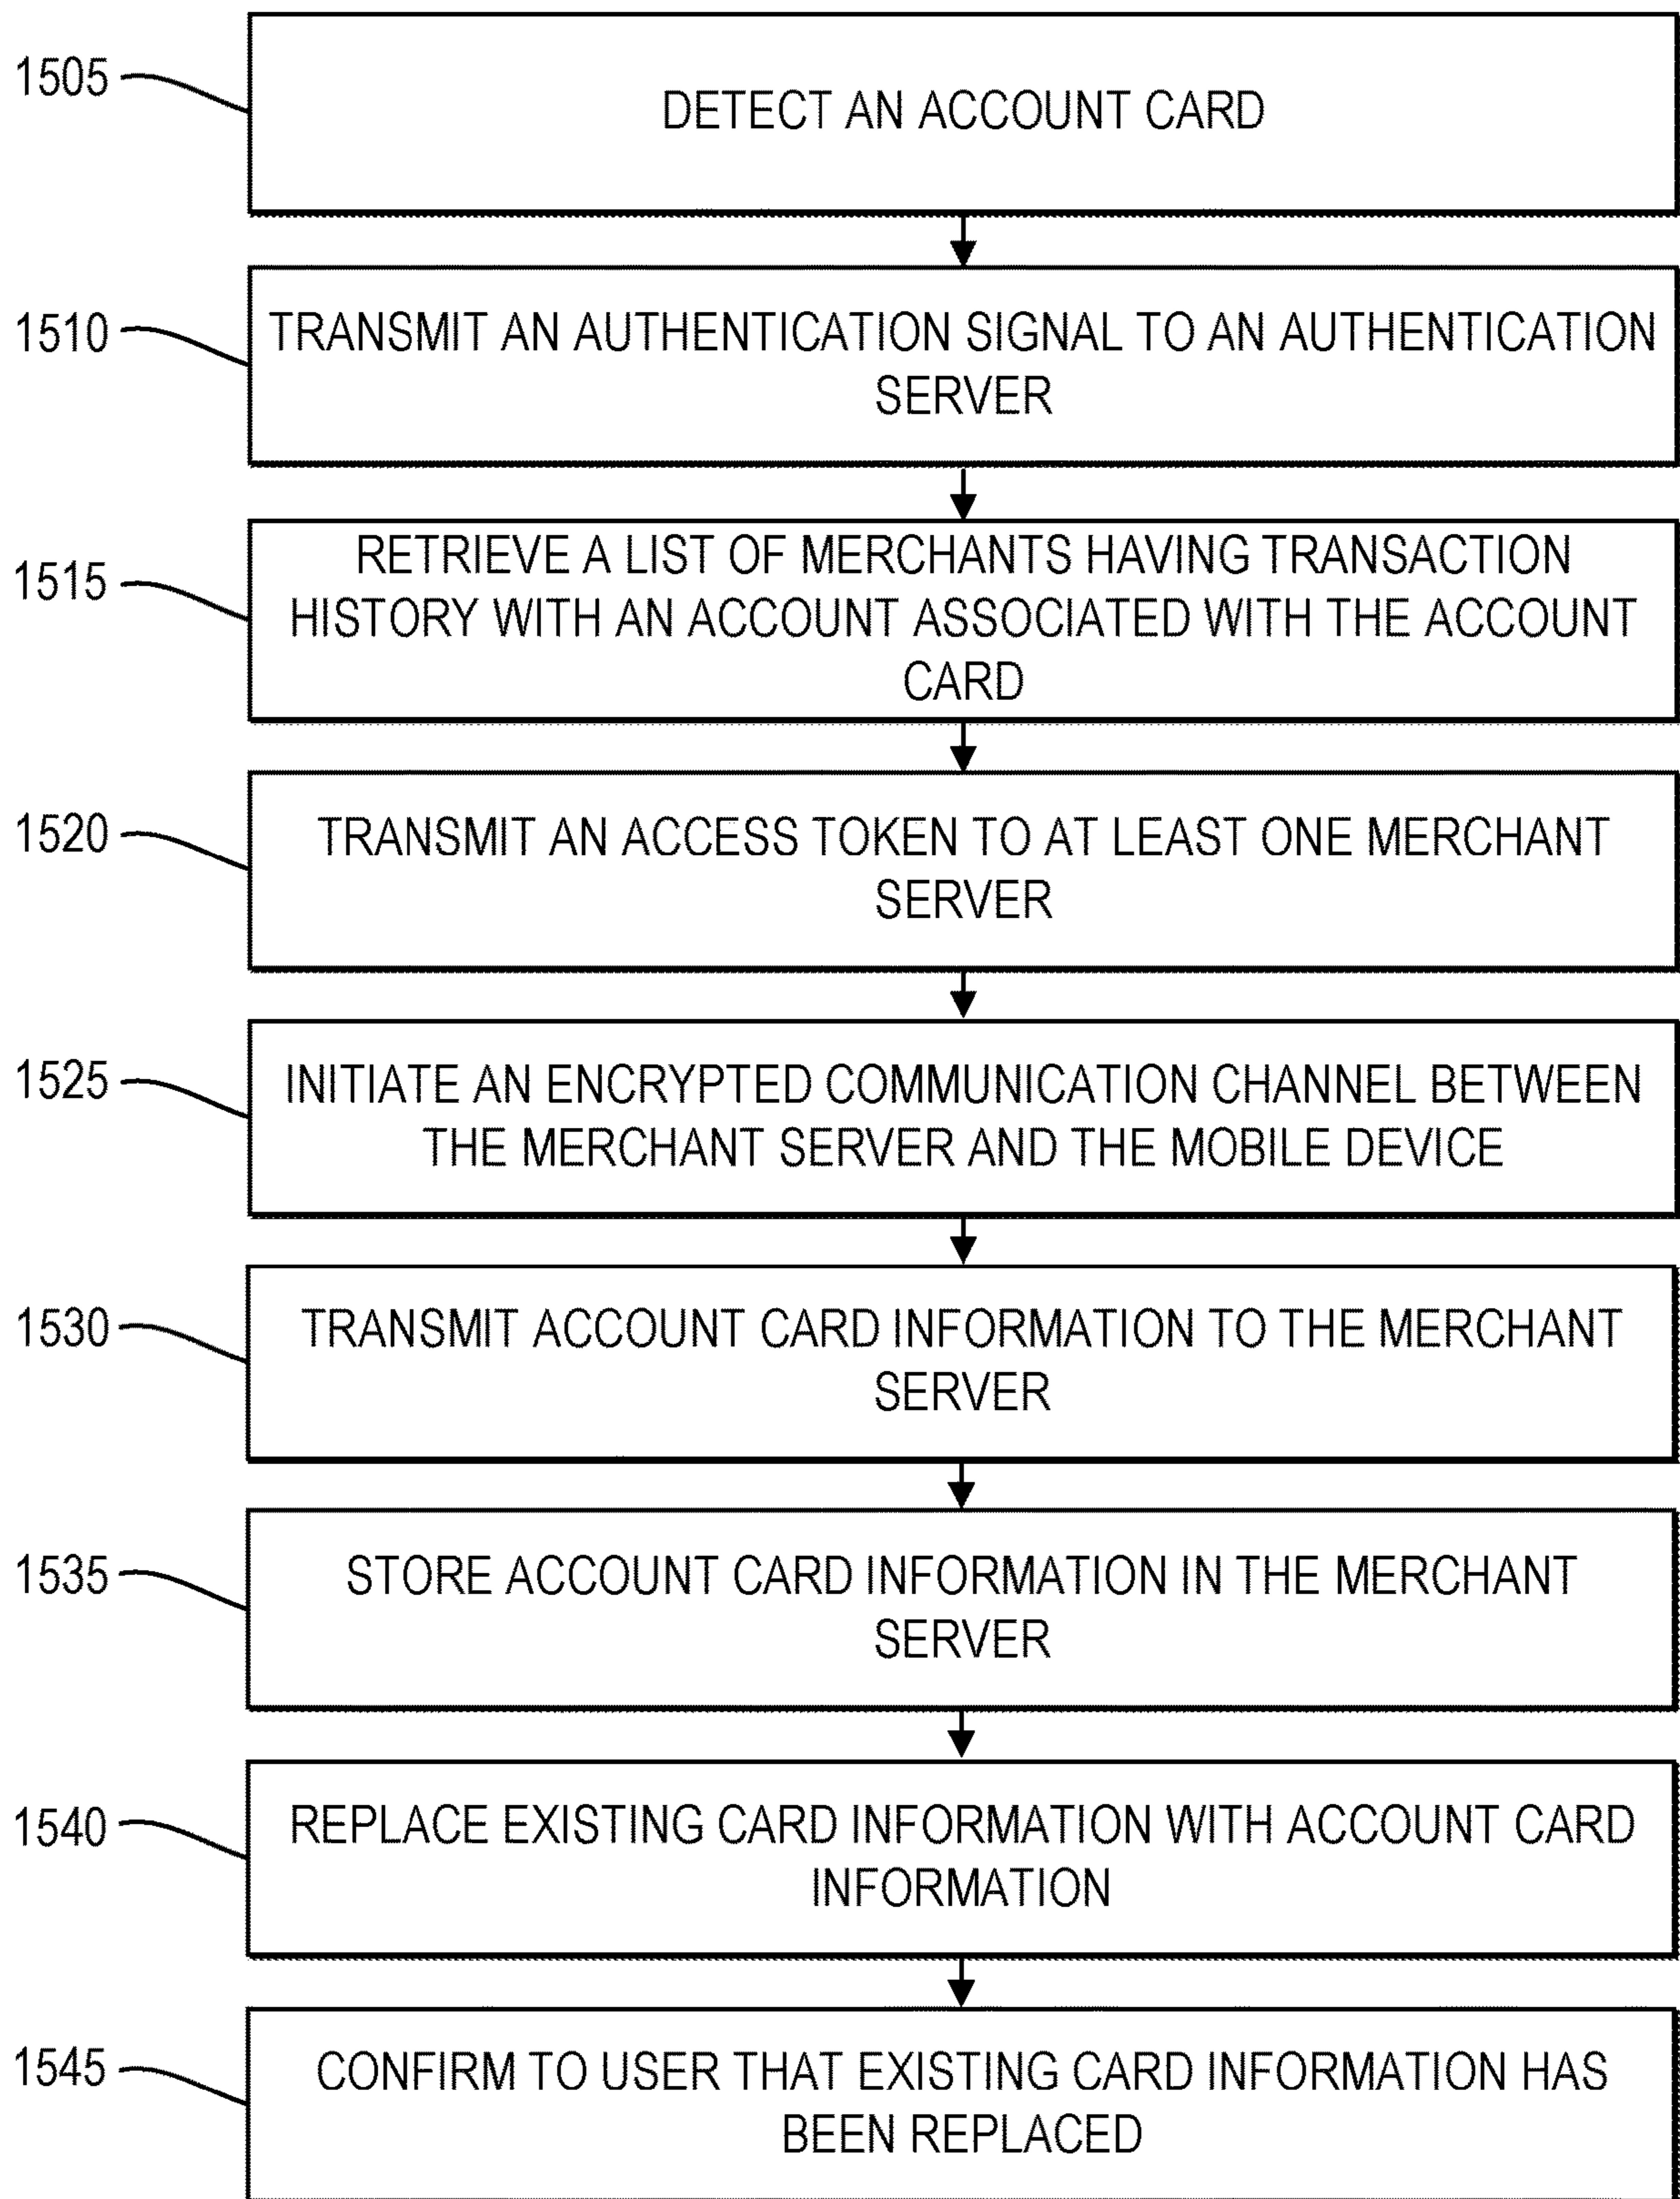 1505
DETECT AN ACCOUNT CARD
1510
TRANSMIT AN AUTHENTICATION SIGNAL TO AN AUTHENTICATION
SERVER
1515
RETRIEVE A LIST OF MERCHANTS HAVING TRANSACTION
HISTORY WITH AN ACCOUNT ASSOCIATED WITH THE ACCOUNT
CARD
1520
TRANSMIT AN ACCESS TOKEN TO AT LEAST ONE MERCHANT
SERVER
1525
INITIATE AN ENCRYPTED COMMUNICATION CHANNEL BETWEEN
THE MERCHANT SERVER AND THE MOBILE DEVICE
1530
TRANSMIT ACCOUNT CARD INFORMATION TO THE MERCHANT
SERVER
1535
STORE ACCOUNT CARD INFORMATION IN THE MERCHANT
SERVER
1540
REPLACE EXISTING CARD INFORMATION WITH ACCOUNT CARD
INFORMATION
1545
CONFIRM TO USER THAT EXISTING CARD INFORMATION HAS
BEEN REPLACED